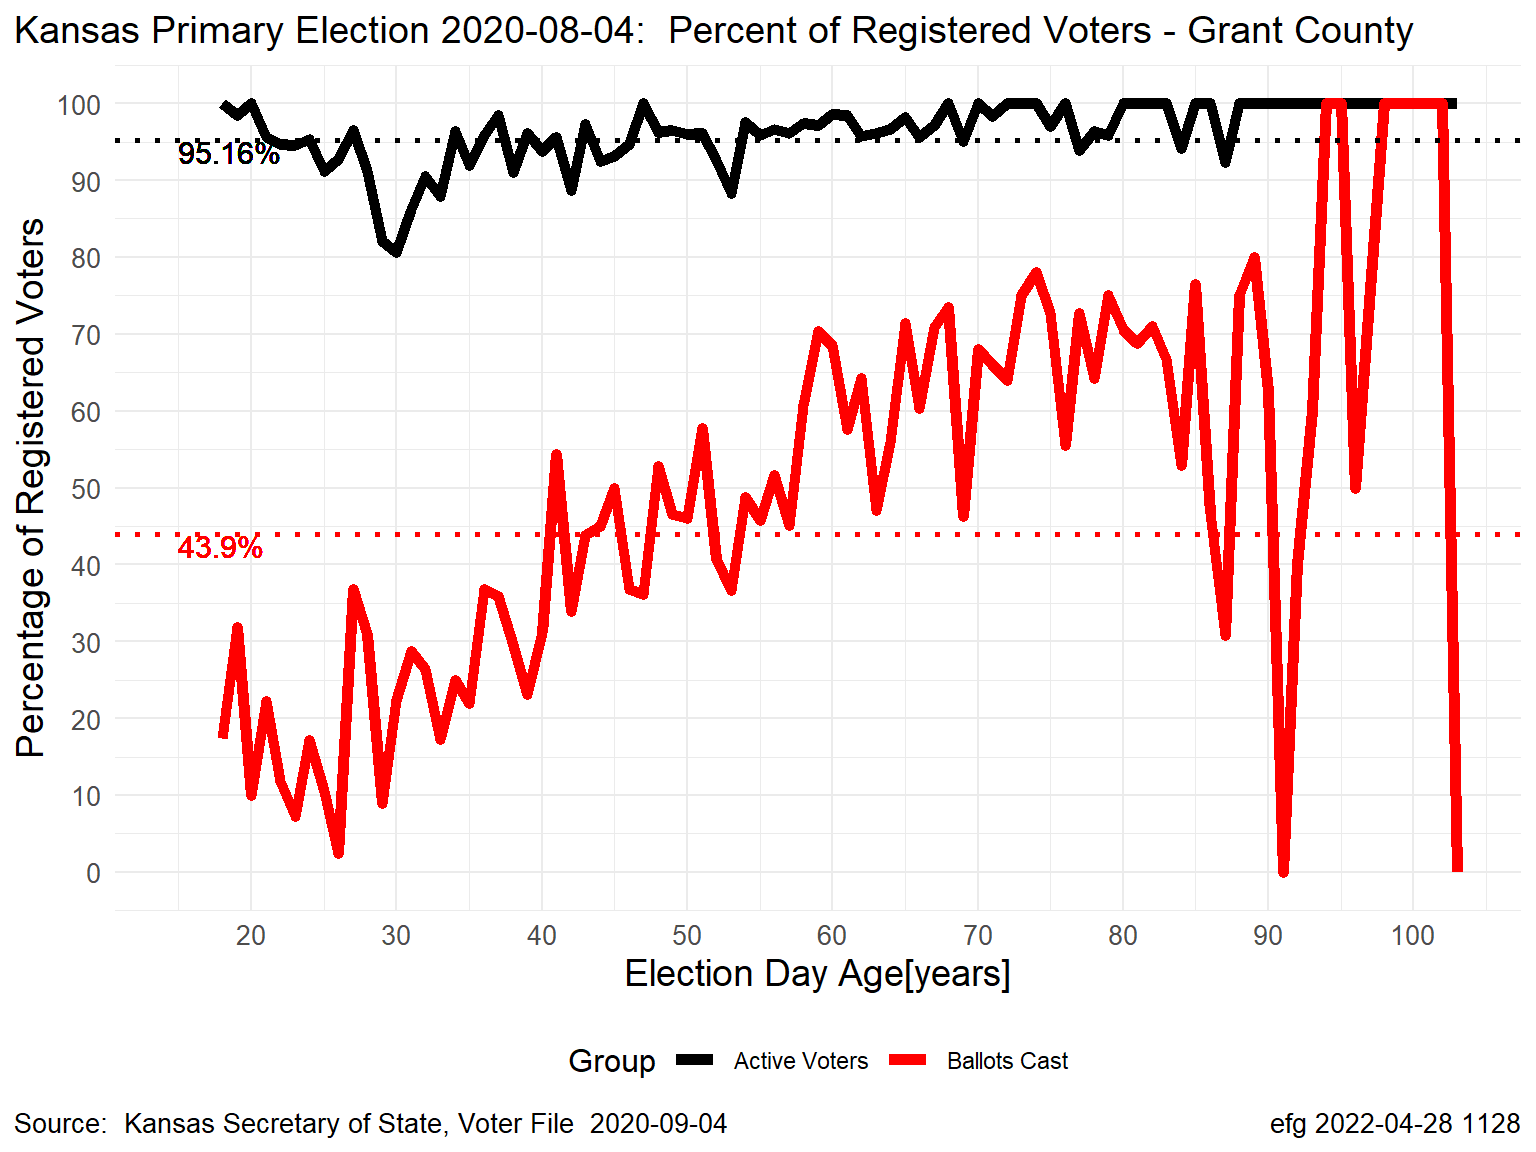 Kansas Primary Election 2020-08-04:  Percent of Registered Voters - Grant County
Percentage of Registered Voters
100
90
80
70
60
50
40
30
20
10
0
95.16%
43.9%
20 30 40 50 60 70 80 90 100
Election Day Age[years]
Group Active Voters Ballots Cast
Source:  Kansas Secretary of State, Voter File  2020-09-04
efg 2022-04-28 1128